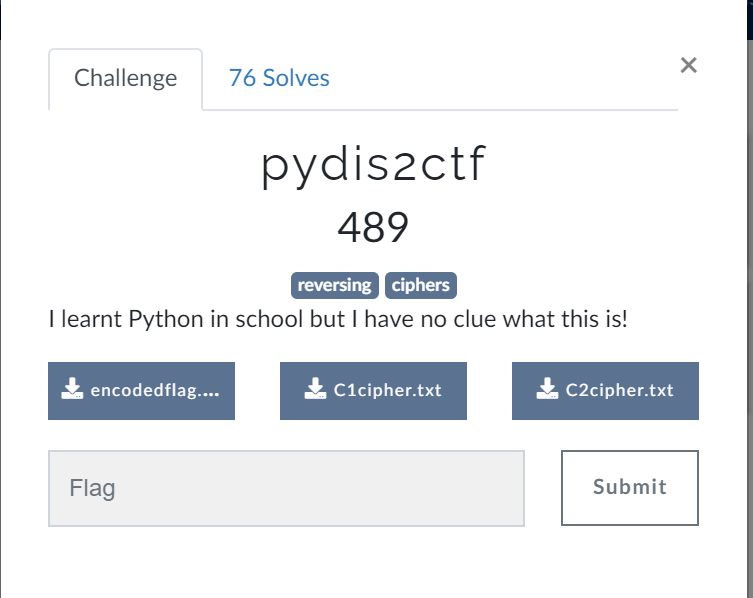 Challenge
76 Solves
×
pydis2ctf
489
reversing ciphers
I learnt Python in school but I have no clue what this is!
encodedflag....
C1cipher.txt
C2cipher.txt
Flag
Submit